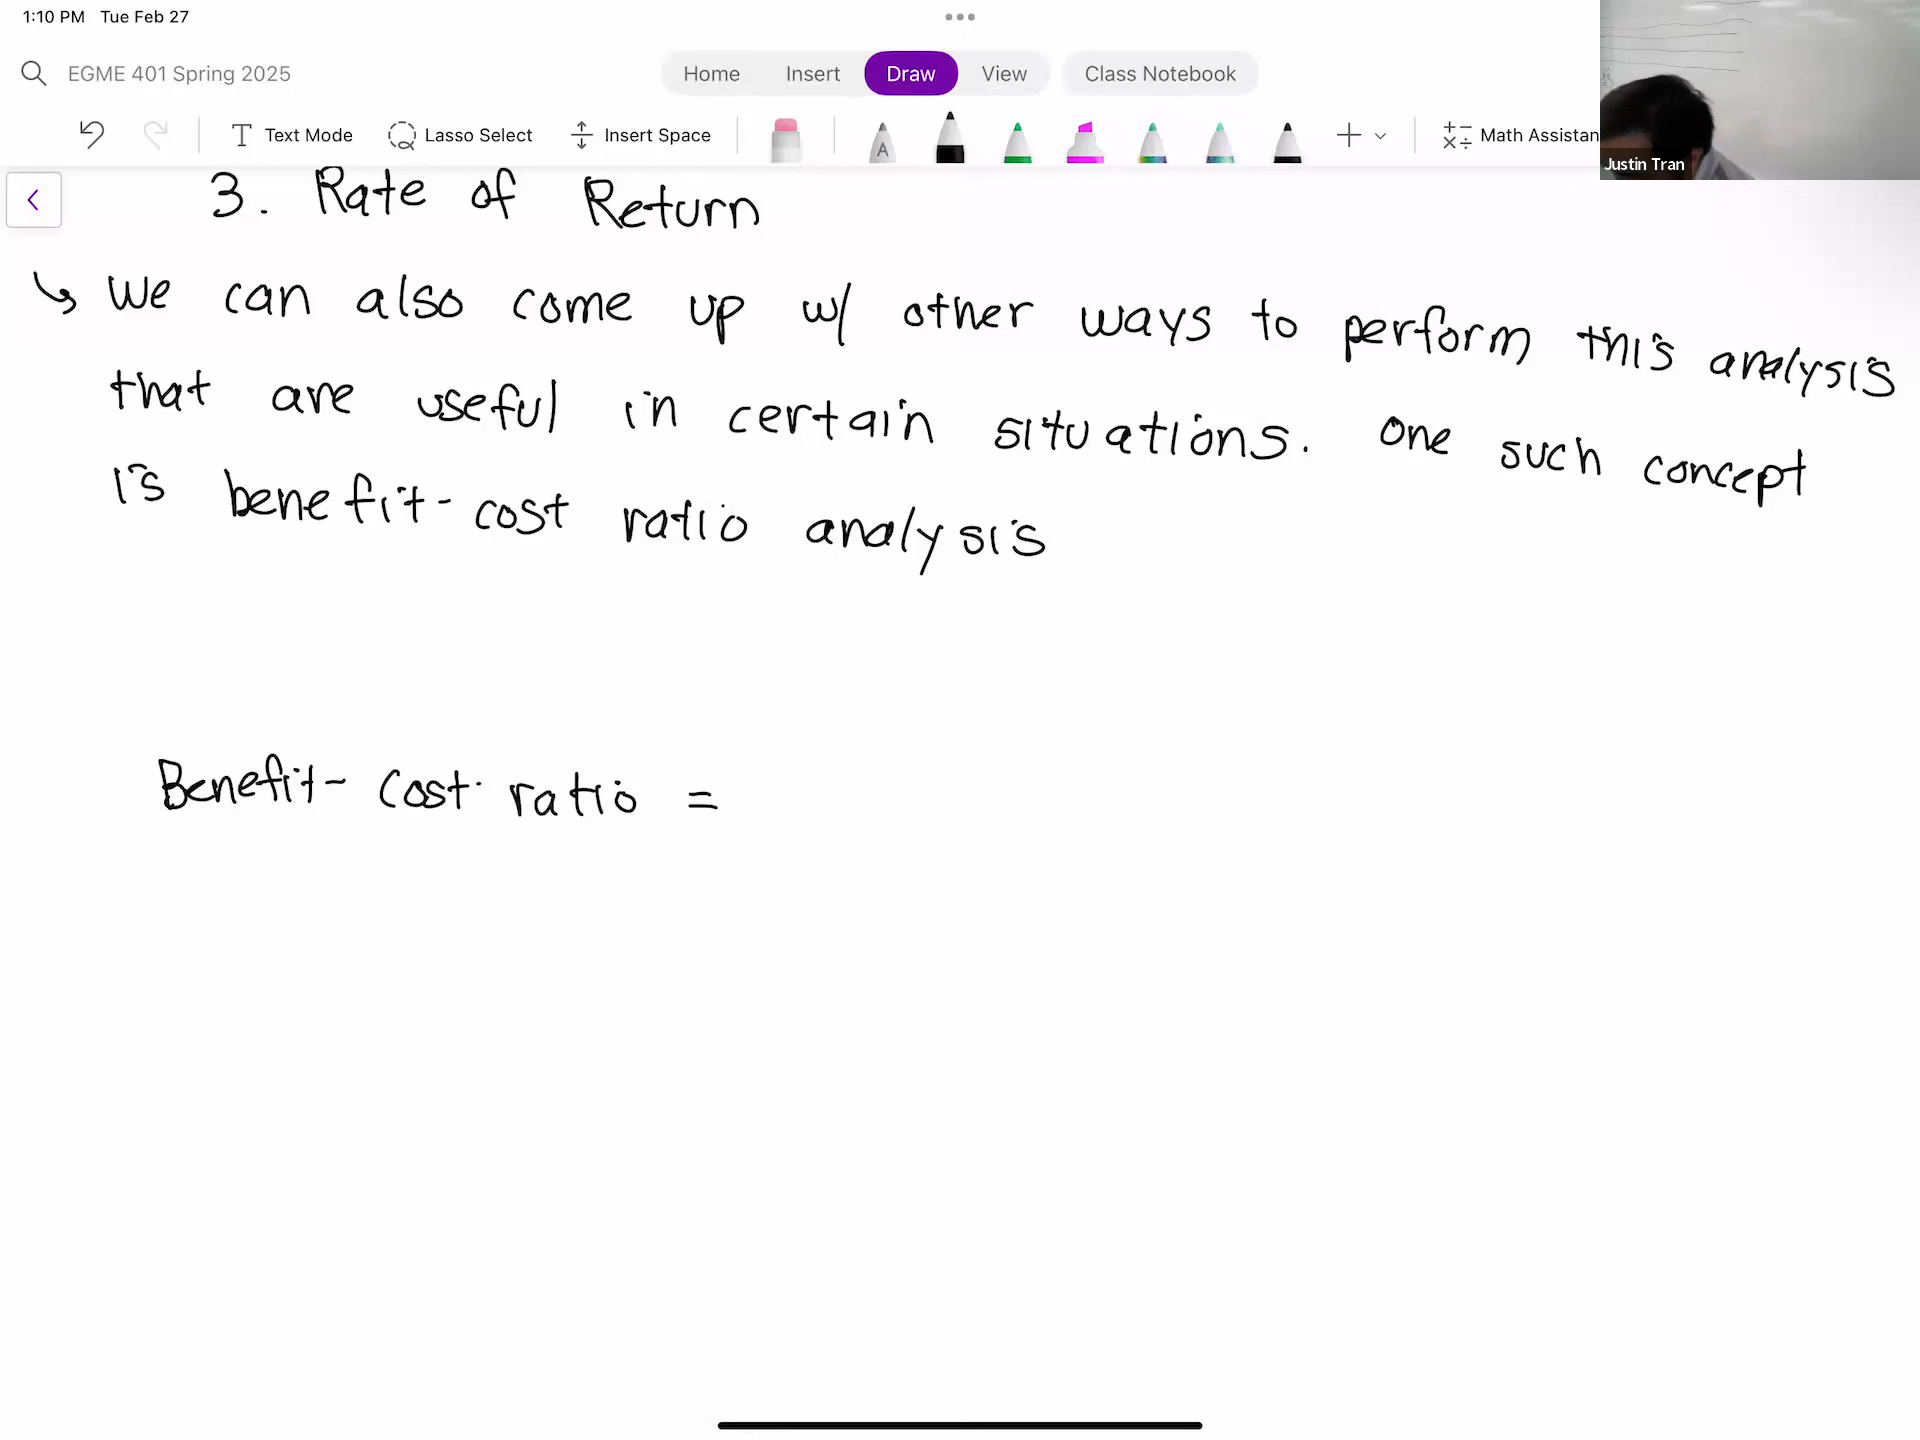 1:10 PM Tue Feb 27
EGME 401 Spring 2025
Home Insert Draw View Class Notebook
Text Mode Lasso Select Insert Space A Math Assistan
Justin Tran
3. Rate of Return
↳ We can also come up w/ other ways to perform this analysis
that are useful in certain situations. One such concept
is benefit-cost ratio analysis
Benefit-Cost ratio =